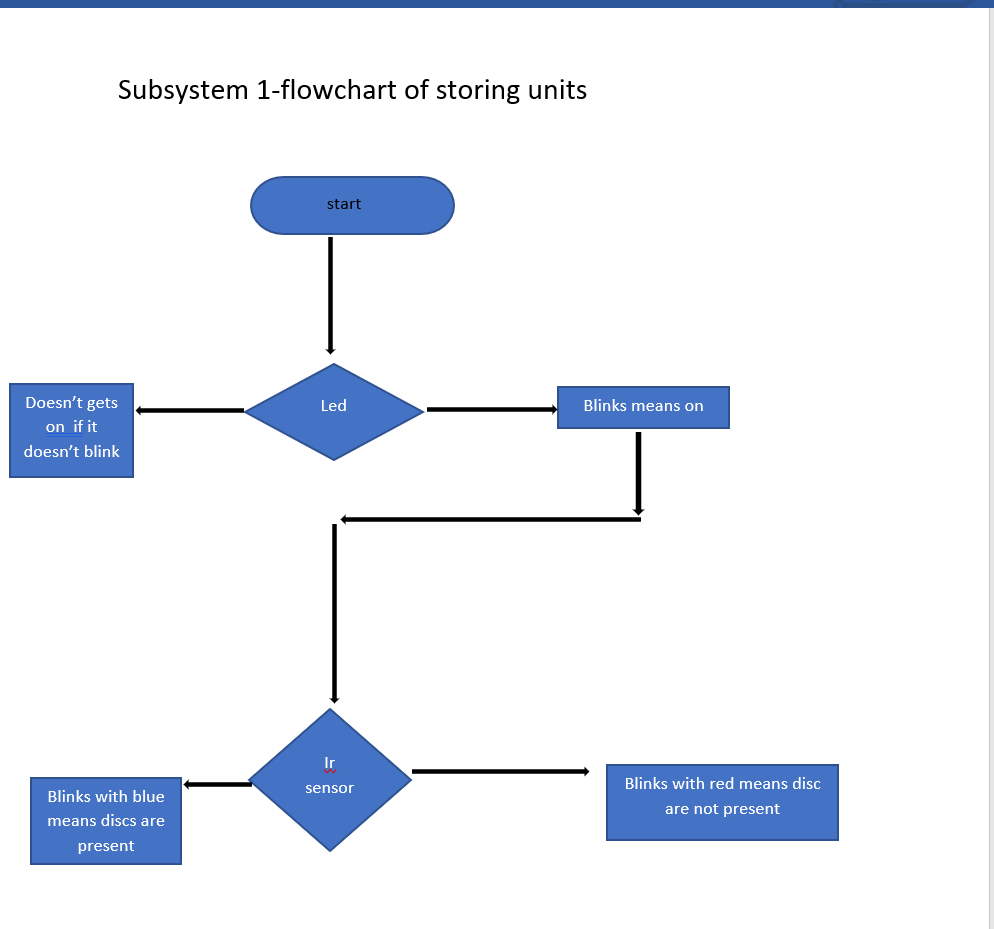 Subsystem 1-flowchart of storing units
start
Led
Doesn’t gets
on  if it
doesn’t blink
Blinks means on
Ir
sensor
Blinks with blue
means discs are
present
Blinks with red means disc
are not present